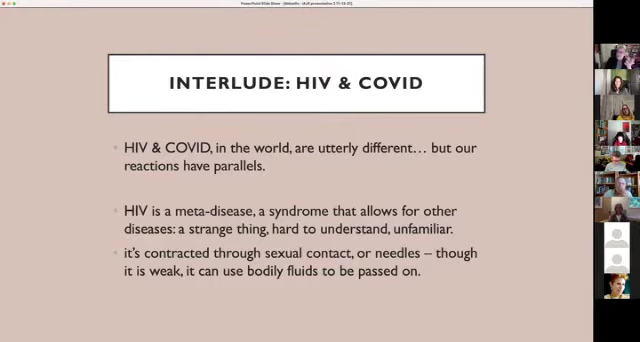 INTERLUDE: HIV & COVID
HIV & COVID, in the world, are utterly different... but our
reactions have parallels.
HIV is a meta-disease, a syndrome that allows for other
diseases: a strange thing, hard to understand, unfamiliar.
it's contracted through sexual contact, or needles – though
it is weak, it can use bodily fluids to be passed on.